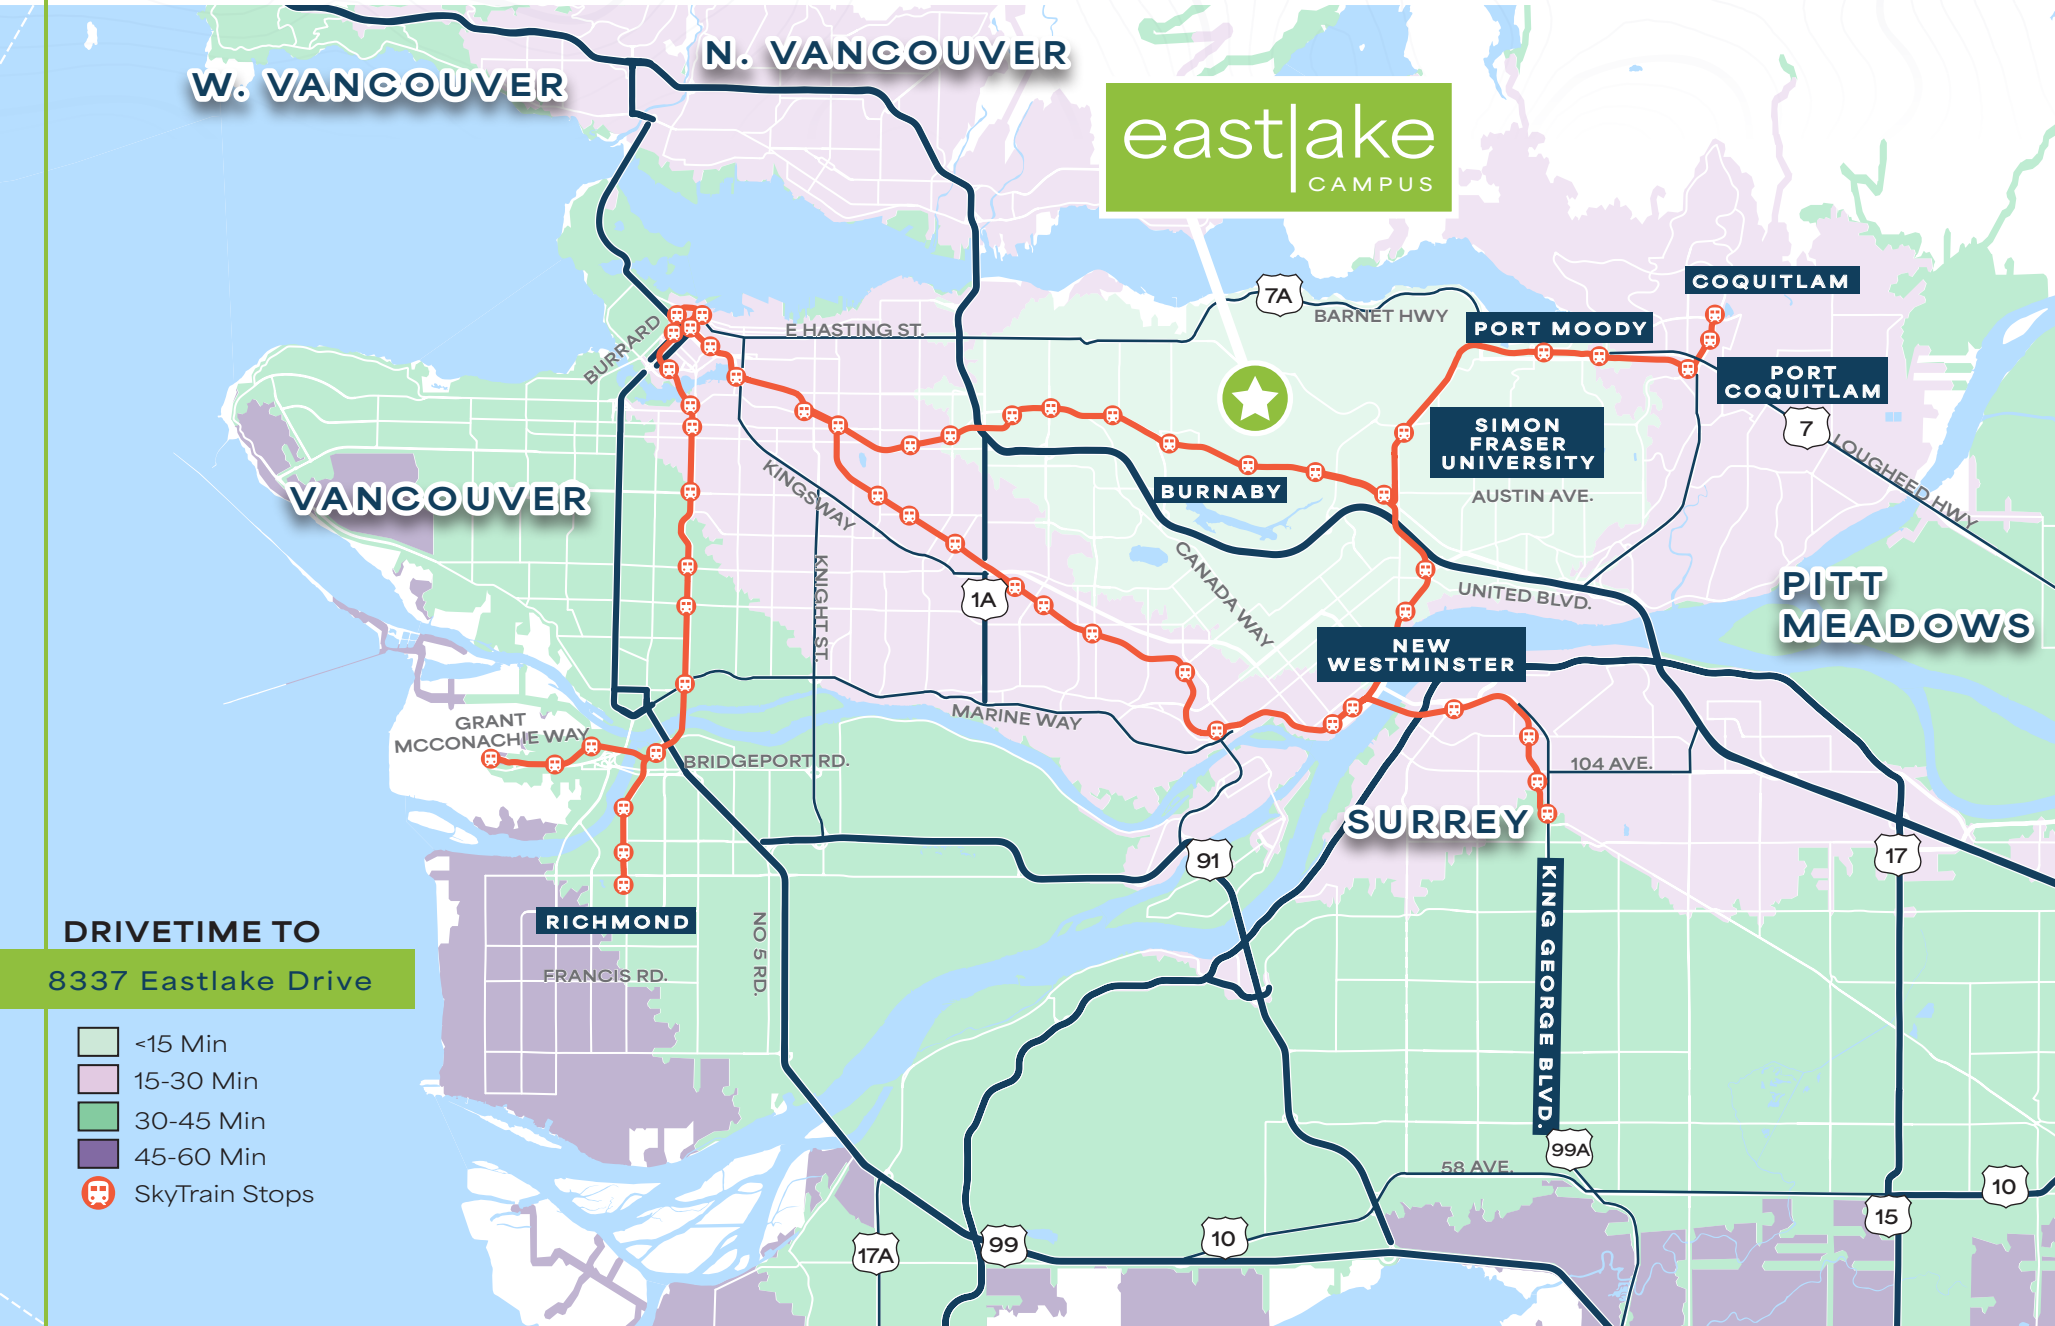 W. VANCOUVER
N. VANCOUVER
eastlake
CAMPUS
7A
BARNET HWY
COQUITLAM
PORT MOODY
E HASTING ST.
BURRARD
PORT
COQUITLAM
7
LOUGHEED HWY
SIMON
FRASER
UNIVERSITY
AUSTIN AVE.
BURNABY
VANCOUVER
KINGSWAY
KNIGHT ST.
CANADA WAY
1A
UNITED BLVD.
PITT
MEADOWS
NEW
WESTMINSTER
MARINE WAY
GRANT
MCCONACHIE WAY
BRIDGEPORT RD.
104 AVE.
SURREY
91
17
KING GEORGE BLVD.
RICHMOND
NO 5 RD.
FRANCIS RD.
DRIVETIME TO
8337 Eastlake Drive
<15 Min
15-30 Min
30-45 Min
45-60 Min
SkyTrain Stops
99A
58 AVE.
10
15
10
99
17A